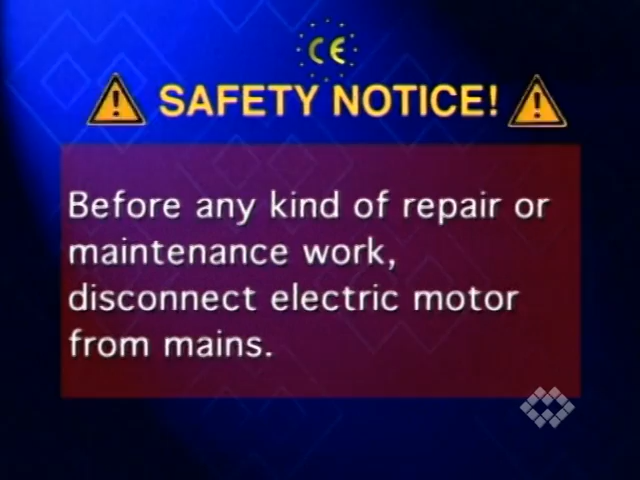 CE
SAFETY NOTICE!
Before any kind of repair or
maintenance work,
disconnect electric motor
from mains.